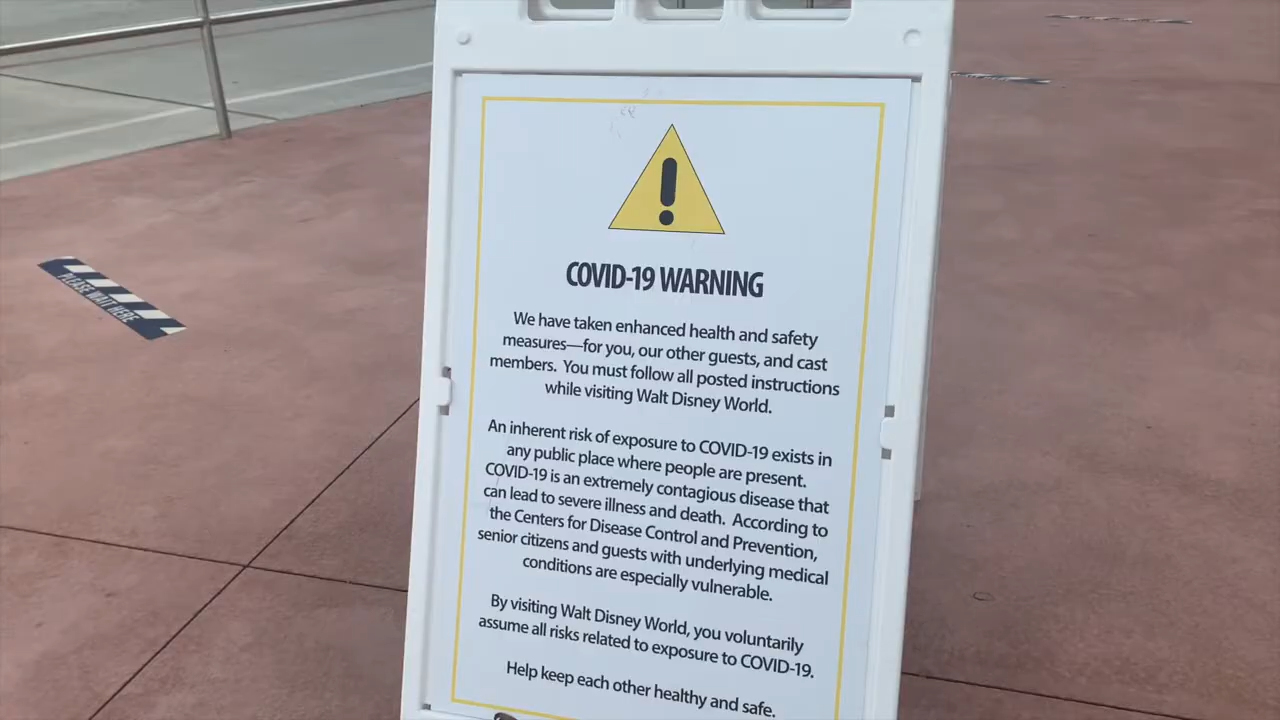 PLEASE WAIT HERE
COVID-19 WARNING
We have taken enhanced health and safety
measures—for you, our other guests, and cast
members. You must follow all posted instructions
while visiting Walt Disney World.
An inherent risk of exposure to COVID-19 exists in
any public place where people are present.
COVID-19 is an extremely contagious disease that
can lead to severe illness and death. According to
the Centers for Disease Control and Prevention,
senior citizens and guests with underlying medical
conditions are especially vulnerable.
By visiting Walt Disney World, you voluntarily
assume all risks related to exposure to COVID-19.
Help keep each other healthy and safe.